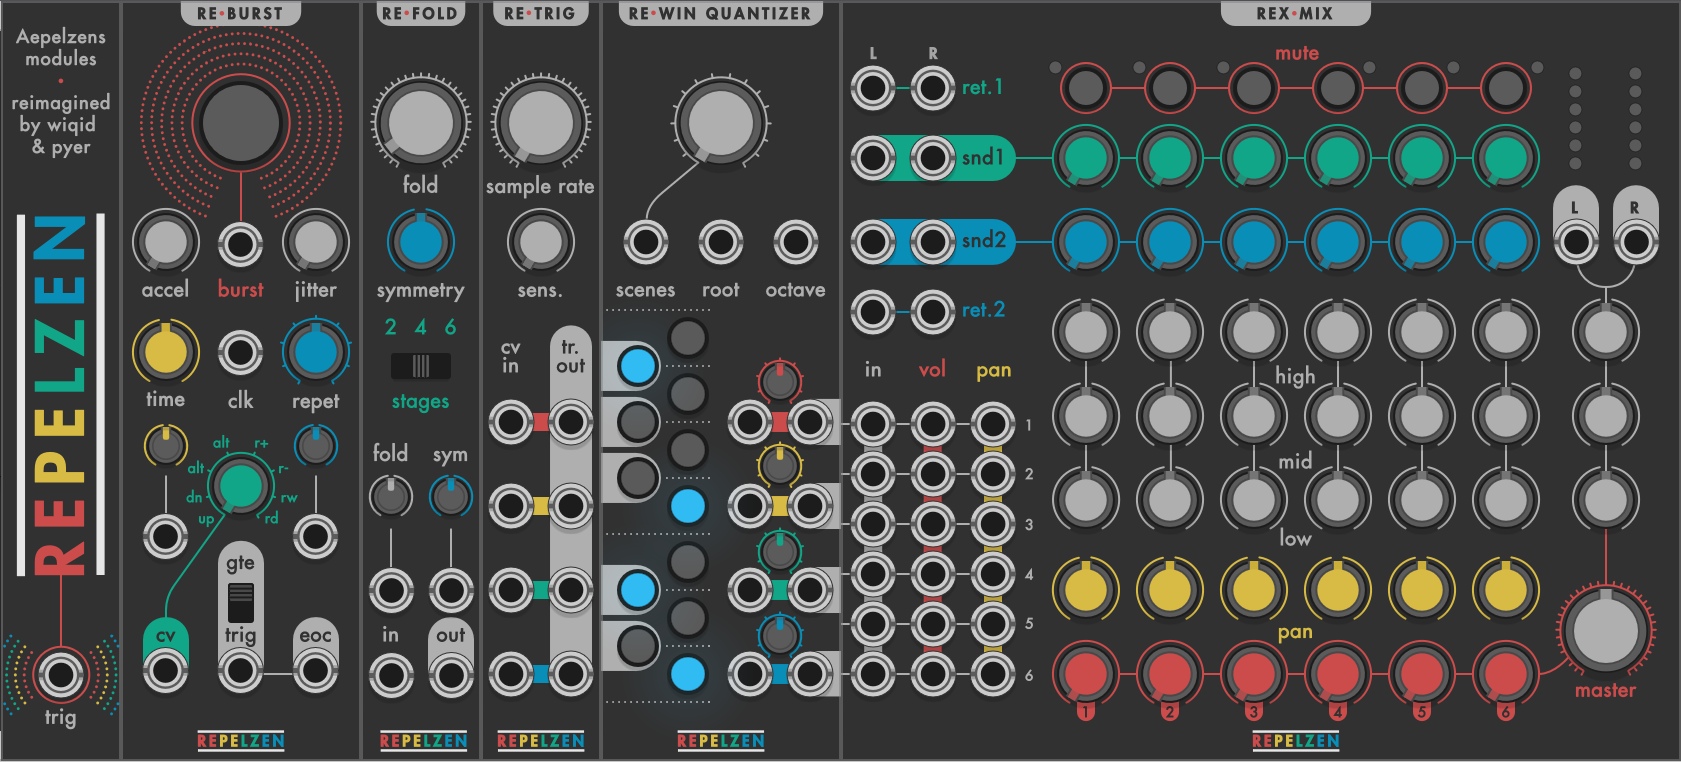 Aepelzens
modules
•
reimagined
by wiqid
& pyer
REPELZEN
trig
RE•BURST
accel
burst
jitter
time
clk
repet
alt
r+
alt
r-
dn
rw
up
rd
gte
cv
trig
eoc
REPELZEN
RE•FOLD
fold
symmetry
2 4 6
stages
fold
sym
in
out
REPELZEN
RE•TRIG
sample rate
sens.
cv
in
tr.
out
REPELZEN
RE•WIN QUANTIZER
scenes
root
octave
REPELZEN
REX•MIX
L
R
ret.1
snd1
snd2
ret.2
in
vol
pan
1
2
3
4
5
6
mute
L
R
high
mid
low
pan
master
1
2
3
4
5
6
REPELZEN